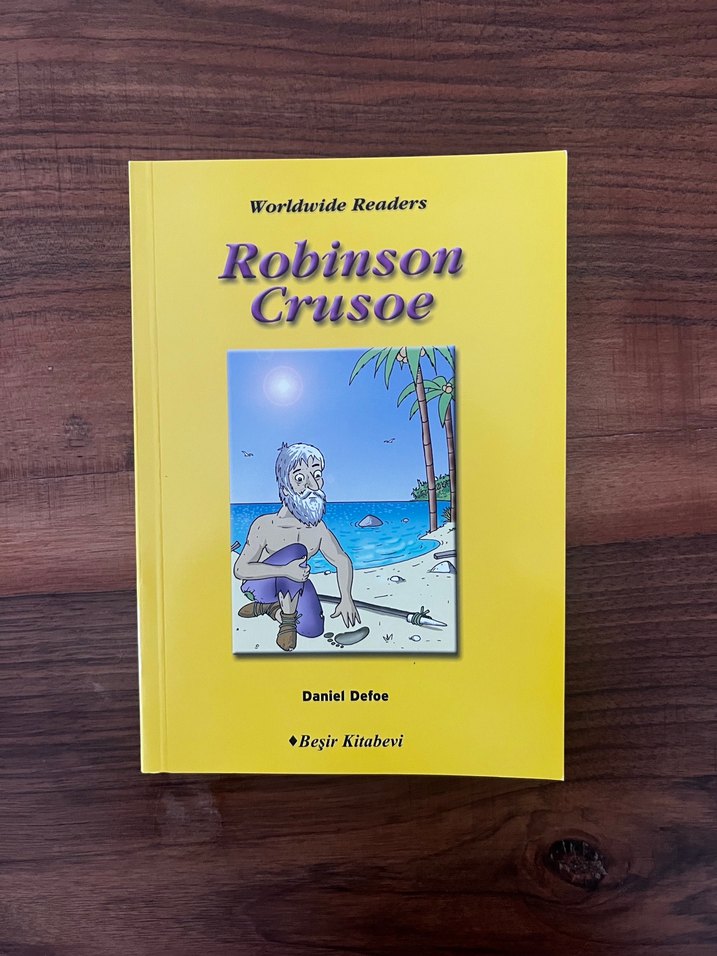 Worldwide Readers
Robinson
Crusoe
Daniel Defoe
♦Beşir Kitabevi